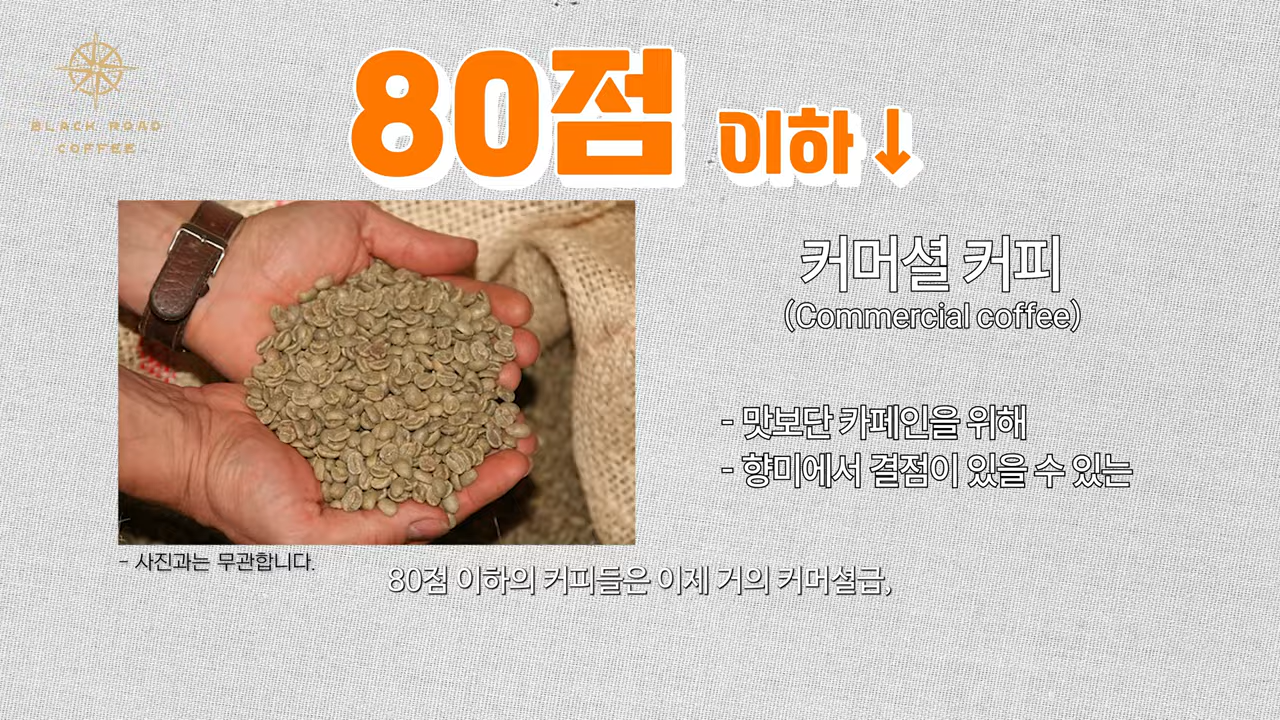 BLACK ROAD
COFFEE
80점 이하↓
커머셜 커피
(Commercial coffee)
- 맛보단 카페인을 위해
- 향미에서 결점이 있을 수 있는
- 사진과는 무관합니다.
80점 이하의 커피들은 이제 거의 커머셜급,